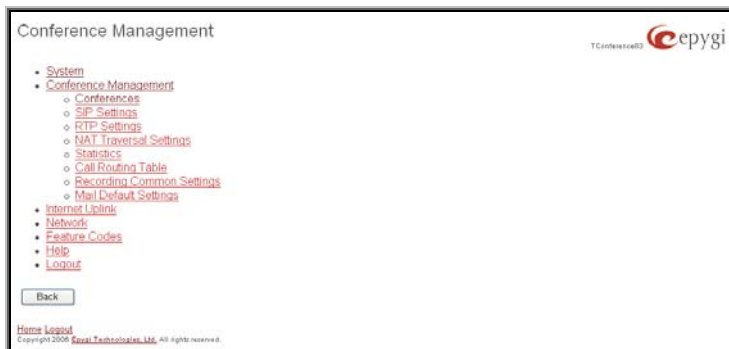 Conference Management
TConference83 epygi
System
Conference Management
Conferences
SIP Settings
RTP Settings
NAT Traversal Settings
Statistics
Call Routing Table
Recording Common Settings
Mail Default Settings
Internet Uplink
Network
Feature Codes
Help
Logout
Back
Home Logout
Copyright 2006 Epygi Technologies, Ltd. All rights reserved.